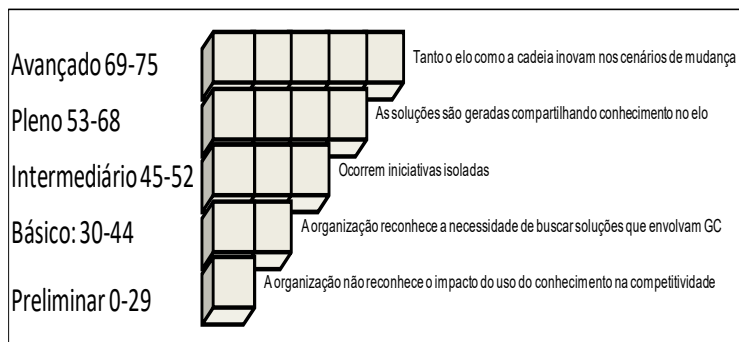 Avançado 69-75
Tanto o elo como a cadeia inovam nos cenários de mudança
Pleno 53-68
As soluções são geradas compartilhando conhecimento no elo
Intermediário 45-52
Ocorrem iniciativas isoladas
Básico: 30-44
A organização reconhece a necessidade de buscar soluções que envolvam GC
Preliminar 0-29
A organização não reconhece o impacto do uso do conhecimento na competitividade